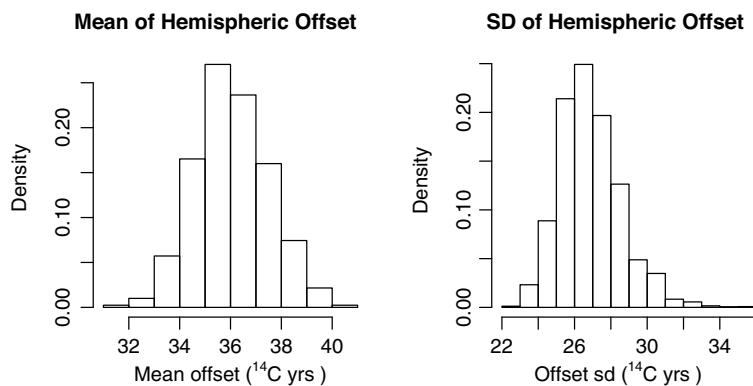 Mean of Hemispheric Offset
Density
0.00 0.10 0.20
32 34 36 38 40
Mean offset (¹⁴C yrs )
SD of Hemispheric Offset
Density
0.00 0.10 0.20
22 26 30 34
Offset sd (¹⁴C yrs )